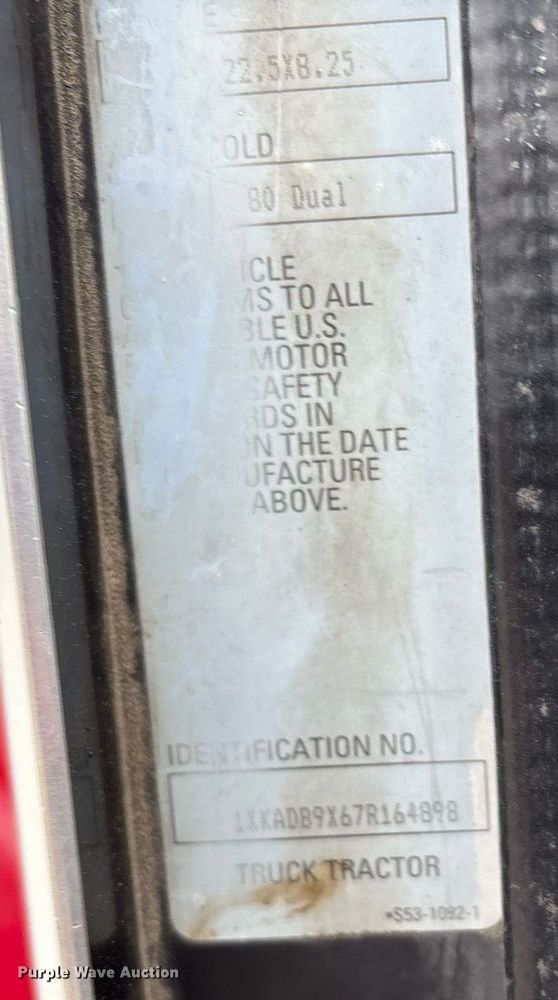 22.5X8.25
OLD
80 Dual
ICLE
MS TO ALL
BLE U.S.
MOTOR
SAFETY
RDS IN
ON THE DATE
UFACTURE
ABOVE.
IDENTIFICATION NO.
1XKADB9X67R164898
TRUCK TRACTOR
•S53-1092-1
Purple Wave Auction